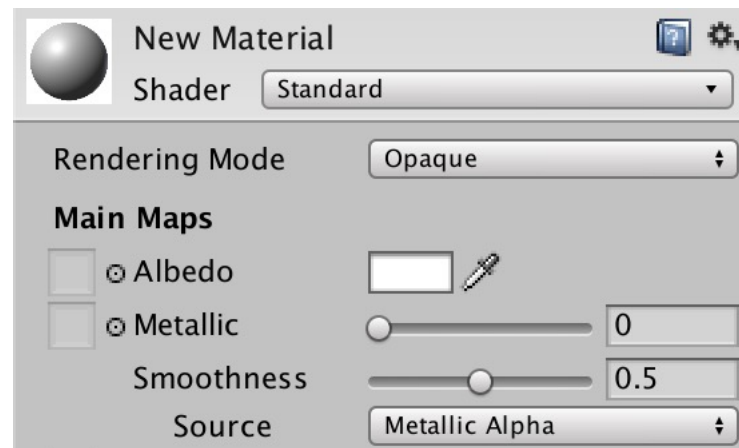 New Material
Shader Standard
Rendering Mode Opaque
Main Maps
Albedo
Metallic 0
Smoothness 0.5
Source Metallic Alpha